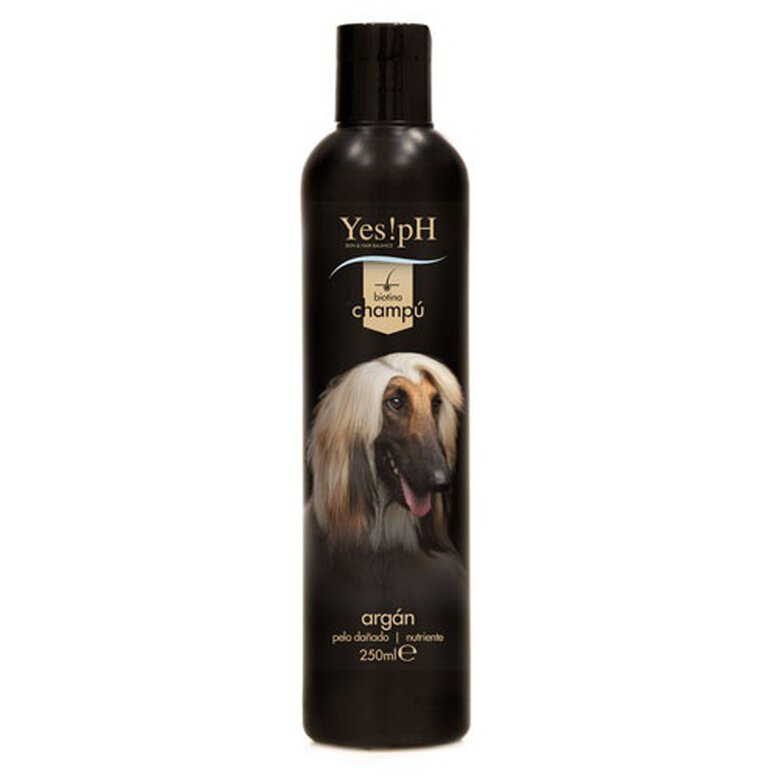 Yes!pH
SKIN & HAIR BALANCE
biotina
champú
argán
pelo dañado | nutriente
250ml ℮